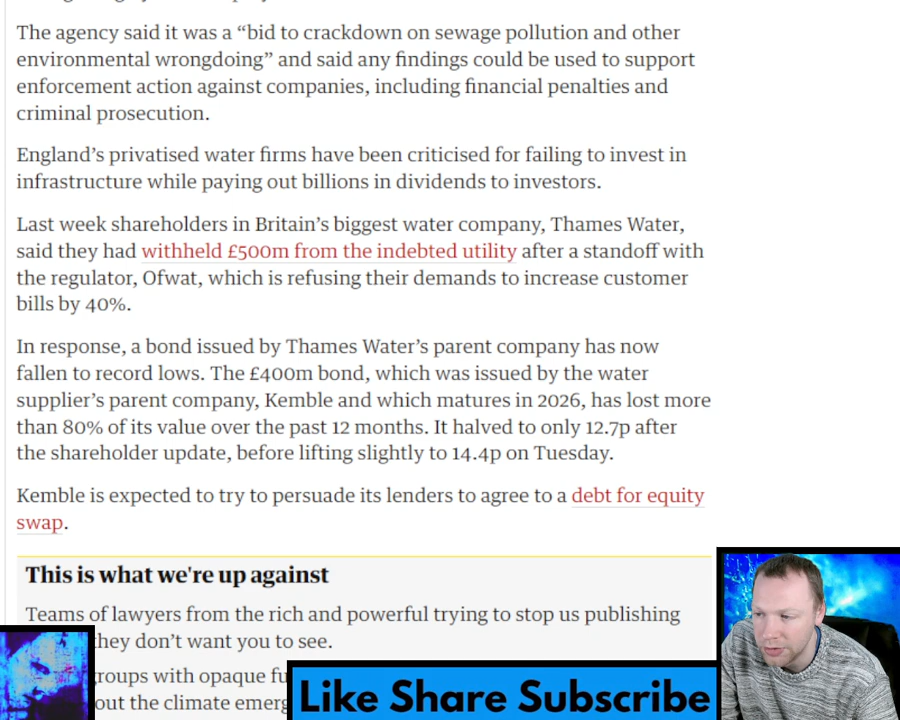 The agency said it was a “bid to crackdown on sewage pollution and other
environmental wrongdoing” and said any findings could be used to support
enforcement action against companies, including financial penalties and
criminal prosecution.
England’s privatised water firms have been criticised for failing to invest in
infrastructure while paying out billions in dividends to investors.
Last week shareholders in Britain’s biggest water company, Thames Water,
said they had withheld £500m from the indebted utility after a standoff with
the regulator, Ofwat, which is refusing their demands to increase customer
bills by 40%.
In response, a bond issued by Thames Water’s parent company has now
fallen to record lows. The £400m bond, which was issued by the water
supplier’s parent company, Kemble and which matures in 2026, has lost more
than 80% of its value over the past 12 months. It halved to only 12.7p after
the shareholder update, before lifting slightly to 14.4p on Tuesday.
Kemble is expected to try to persuade its lenders to agree to a debt for equity
swap.
This is what we're up against
Teams of lawyers from the rich and powerful trying to stop us publishing
they don’t want you to see.
with opaque
out the climate
Like Share Subscribe